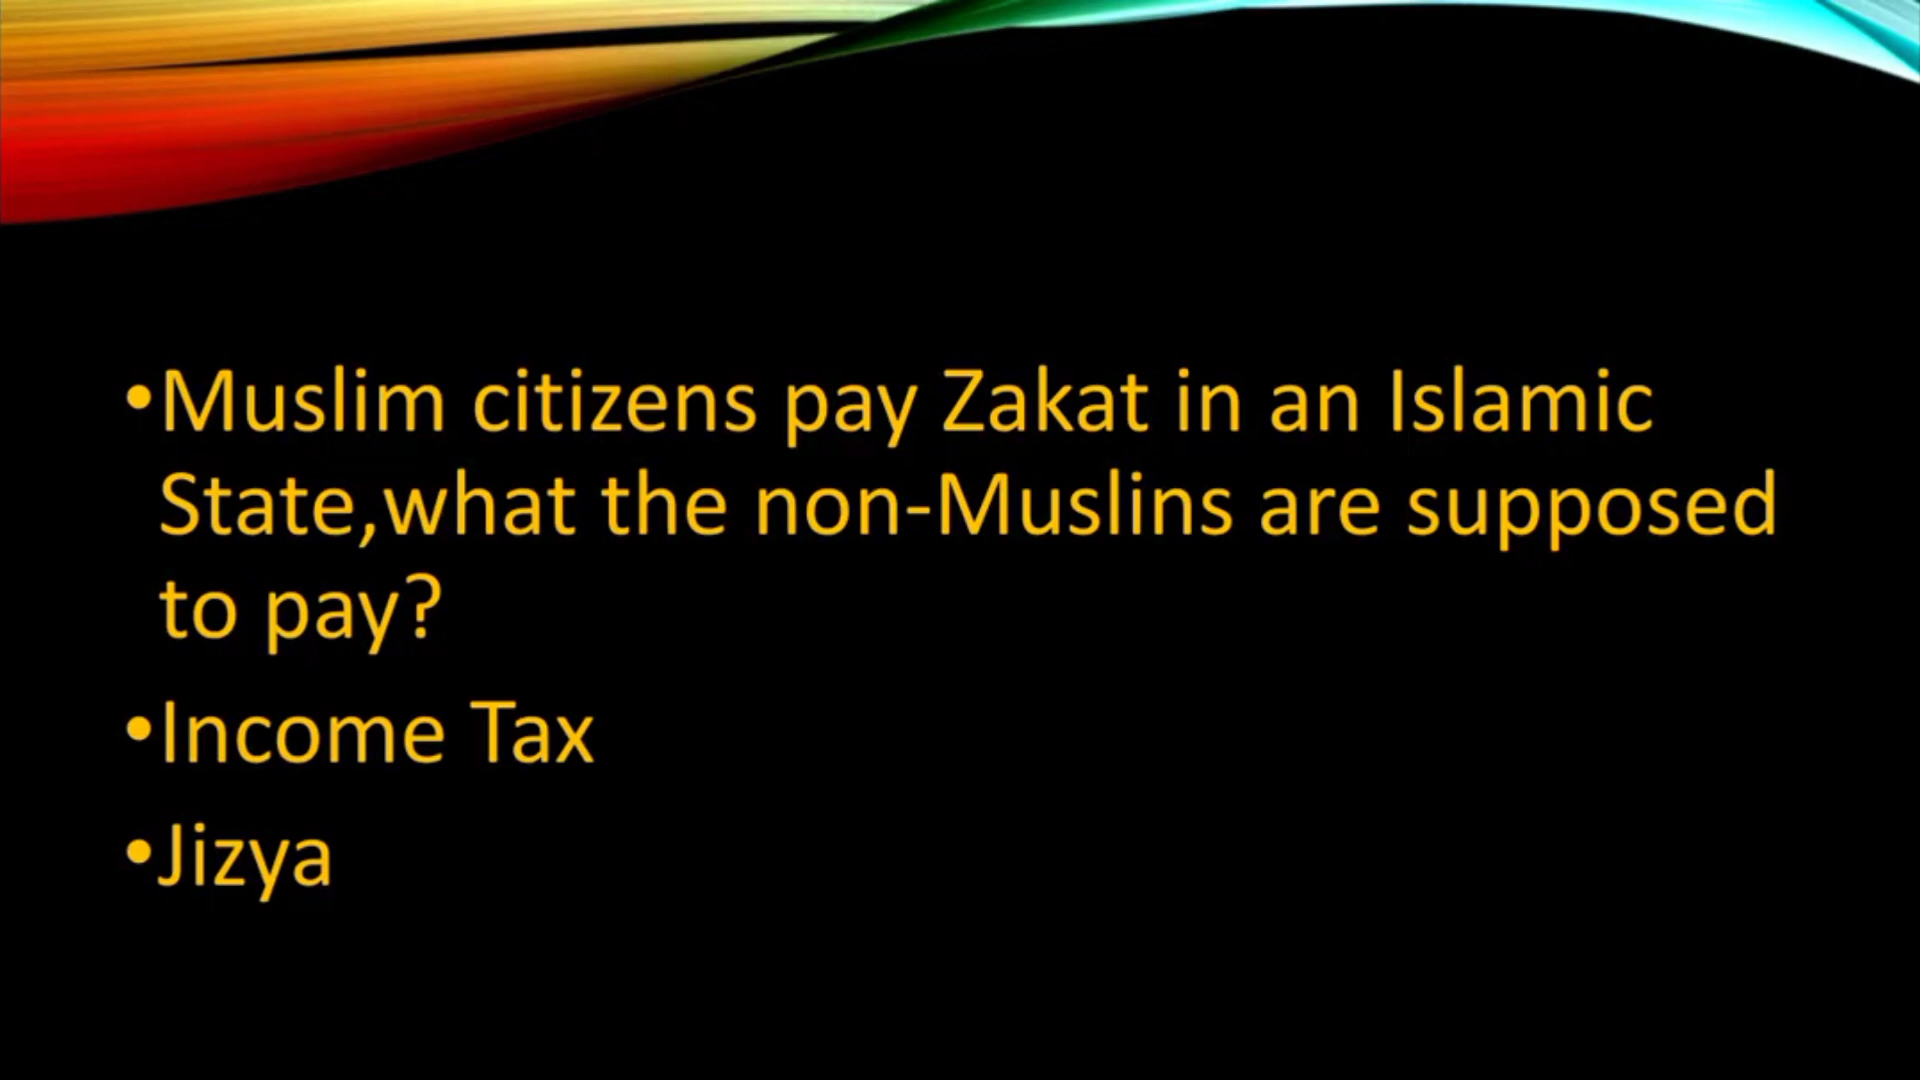 •Muslim citizens pay Zakat in an Islamic
State,what the non-Muslins are supposed
to pay?
•Income Tax
•Jizya